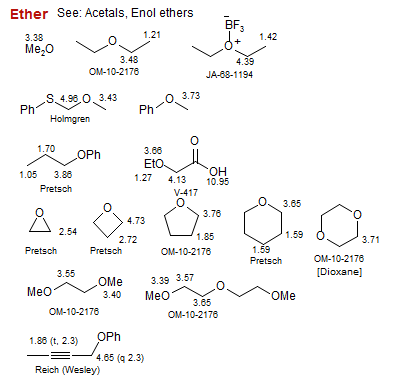 Ether See: Acetals, Enol ethers
3.38
Me2O
O
1.21
3.48
OM-10-2176
BF3
–
O
+
1.42
4.39
JA-68-1194
Ph
S
4.96
O
3.43
Holmgren
Ph
O
3.73
1.70
OPh
1.05 3.86
Pretsch
3.66
EtO
O
OH
1.27 4.13 10.95
V-417
O
2.54
Pretsch
O
4.73
2.72
Pretsch
O
3.76
1.85
OM-10-2176
O
3.65
1.59
1.59
Pretsch
O
O
3.71
OM-10-2176
[Dioxane]
3.55
MeO
OMe
3.40
OM-10-2176
3.39 3.57
MeO
O
OMe
3.65
OM-10-2176
1.86 (t, 2.3)
OPh
4.65 (q 2.3)
Reich (Wesley)